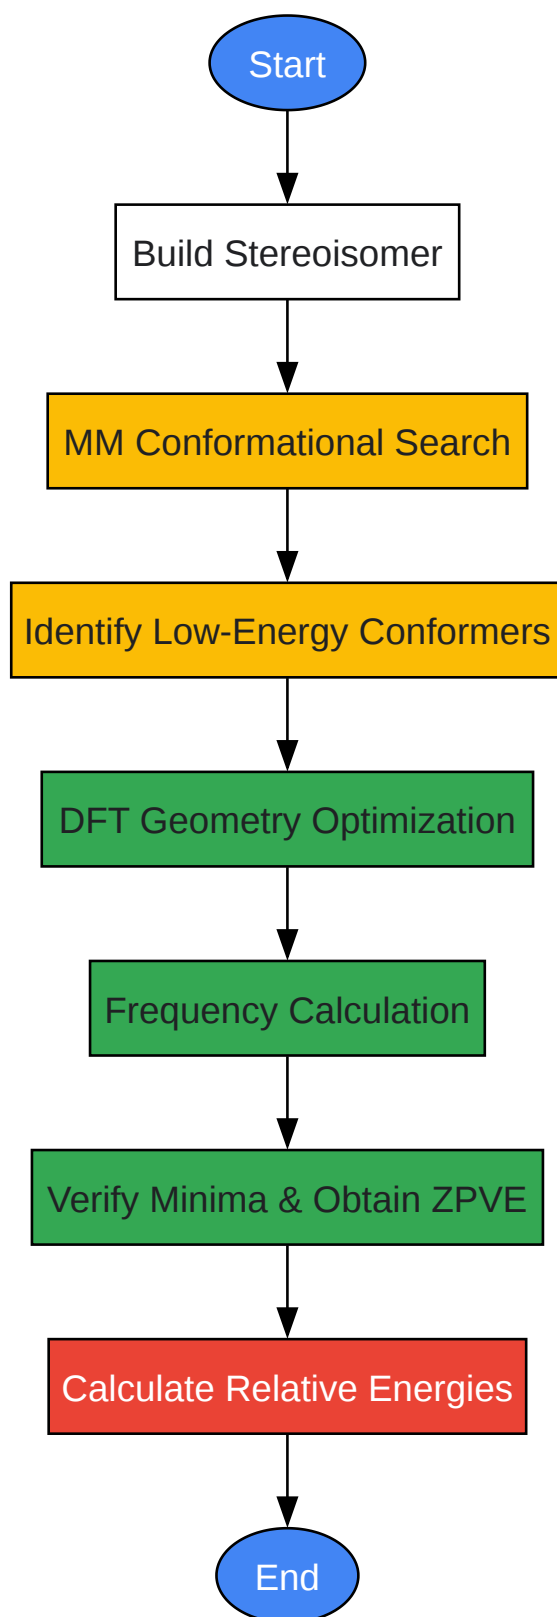 Start
Build Stereoisomer
MM Conformational Search
Identify Low-Energy Conformers
DFT Geometry Optimization
Frequency Calculation
Verify Minima & Obtain ZPVE
Calculate Relative Energies
End